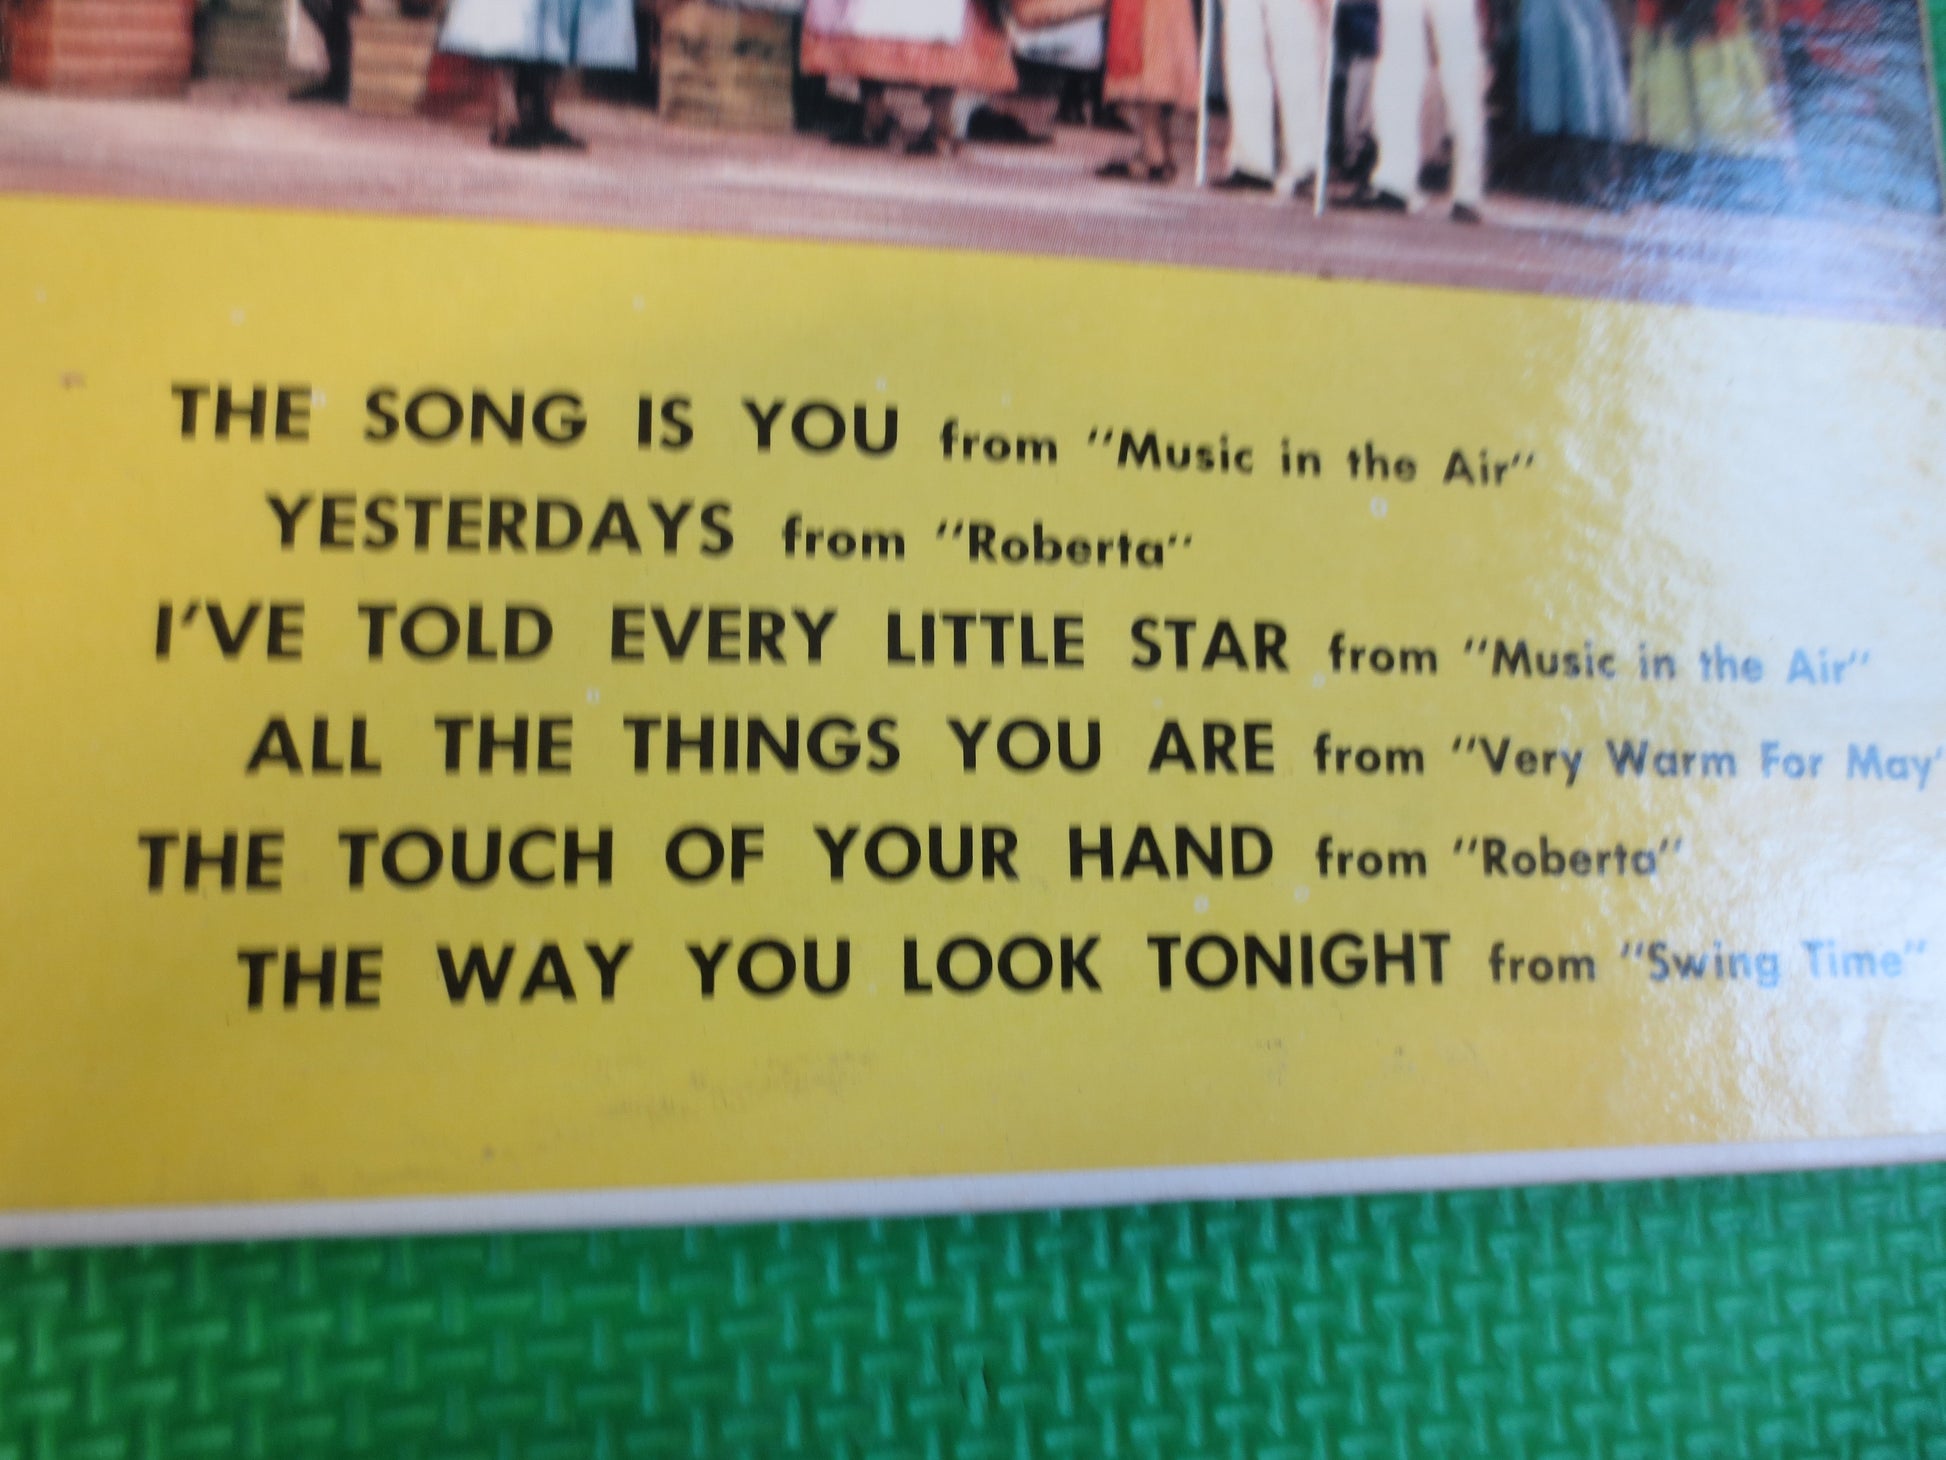 THE SONG IS YOU from "Music in the Air"
YESTERDAYS from "Roberta"
I'VE TOLD EVERY LITTLE STAR from "Music in the Air"
ALL THE THINGS YOU ARE from "Very Warm For May"
THE TOUCH OF YOUR HAND from "Roberta"
THE WAY YOU LOOK TONIGHT from "Swing Time"